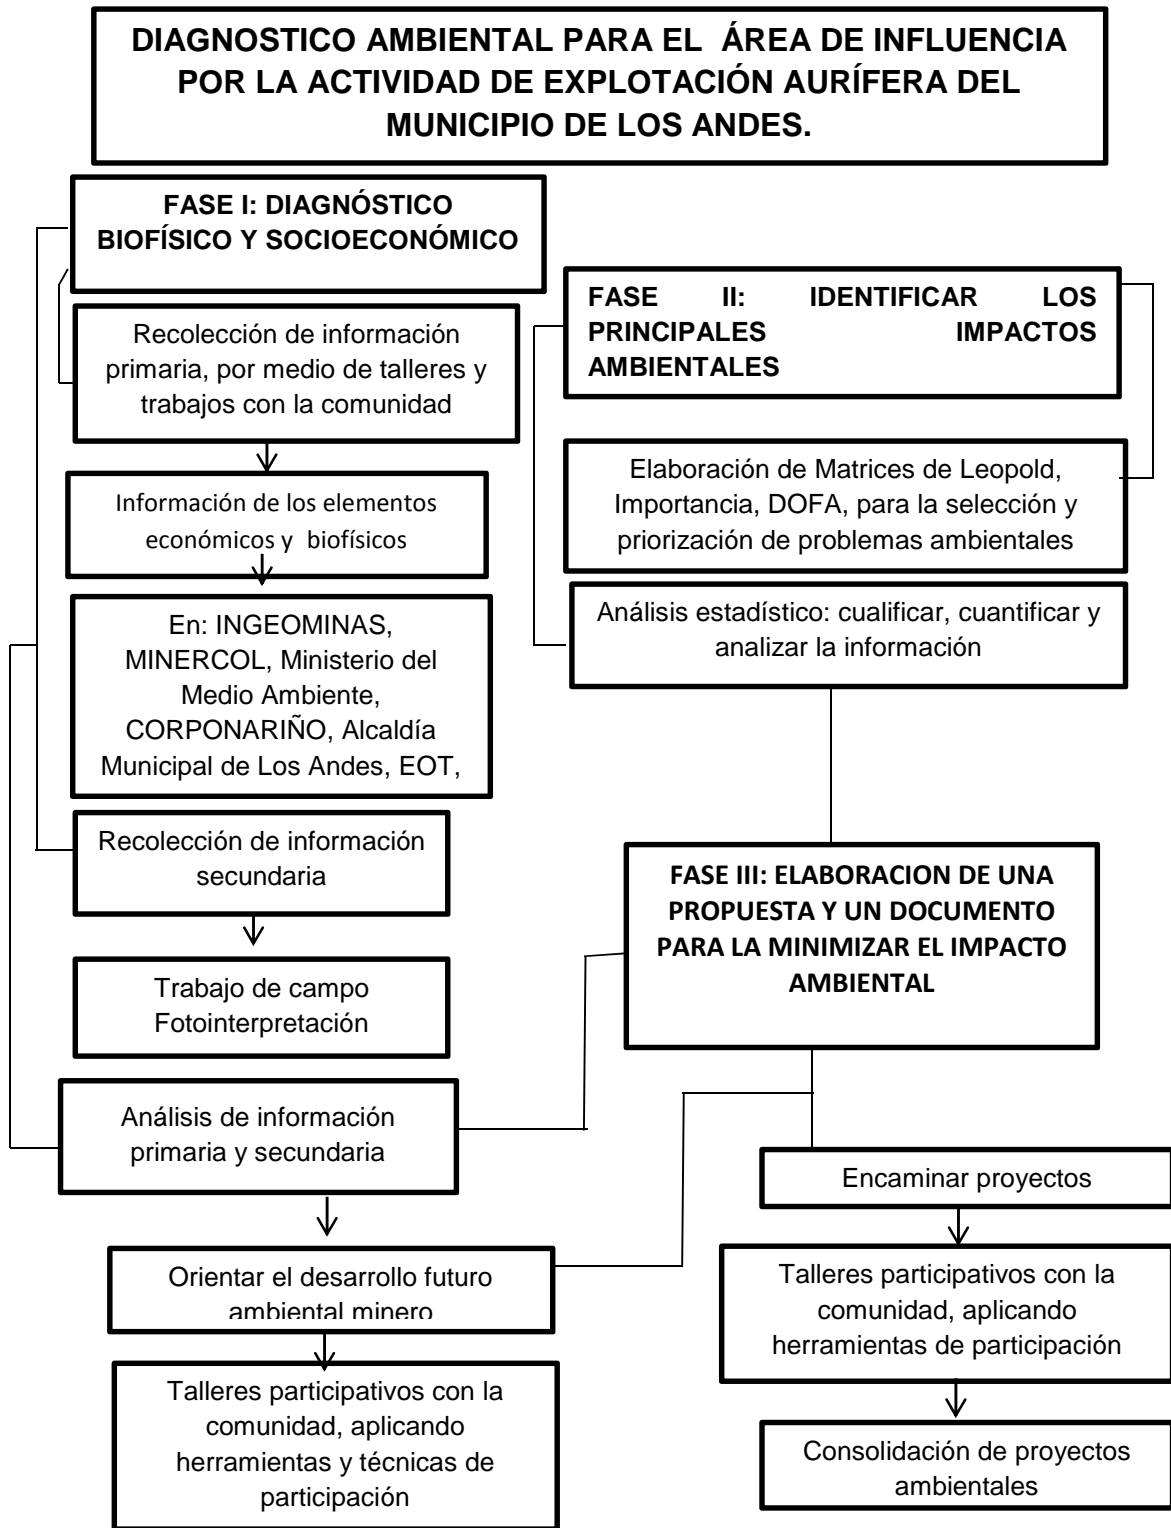 DIAGNOSTICO AMBIENTAL PARA EL ÁREA DE INFLUENCIA
POR LA ACTIVIDAD DE EXPLOTACIÓN AURÍFERA DEL
MUNICIPIO DE LOS ANDES.
FASE I: DIAGNÓSTICO
BIOFÍSICO Y SOCIOECONÓMICO
Recolección de información
primaria, por medio de talleres y
trabajos con la comunidad
Información de los elementos
económicos y biofísicos
En: INGEOMINAS,
MINERCOL, Ministerio del
Medio Ambiente,
CORPONARIÑO, Alcaldía
Municipal de Los Andes, EOT,
Recolección de información
secundaria
Trabajo de campo
Fotointerpretación
Análisis de información
primaria y secundaria
Orientar el desarrollo futuro
ambiental minero
Talleres participativos con la
comunidad, aplicando
herramientas y técnicas de
participación
FASE II: IDENTIFICAR LOS
PRINCIPALES IMPACTOS
AMBIENTALES
Elaboración de Matrices de Leopold,
Importancia, DOFA, para la selección y
priorización de problemas ambientales
Análisis estadístico: cualificar, cuantificar y
analizar la información
FASE III: ELABORACION DE UNA
PROPUESTA Y UN DOCUMENTO
PARA LA MINIMIZAR EL IMPACTO
AMBIENTAL
Encaminar proyectos
Talleres participativos con la
comunidad, aplicando
herramientas de participación
Consolidación de proyectos
ambientales